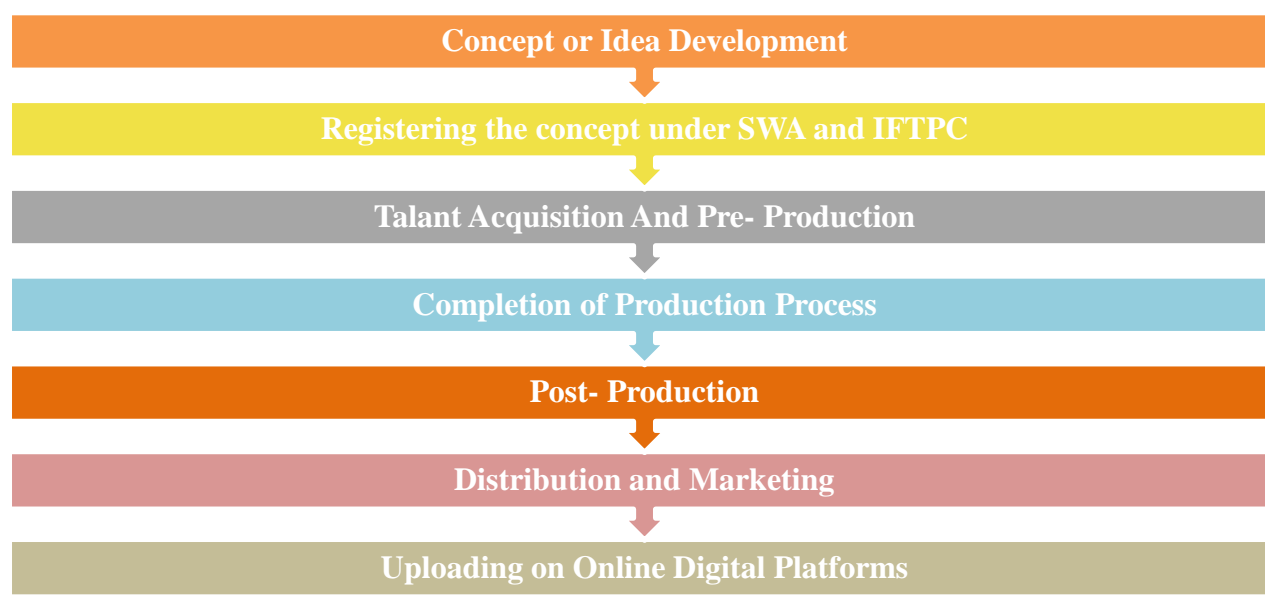 Concept or Idea Development
Registering the concept under SWA and IFTPC
Talant Acquisition And Pre- Production
Completion of Production Process
Post- Production
Distribution and Marketing
Uploading on Online Digital Platforms